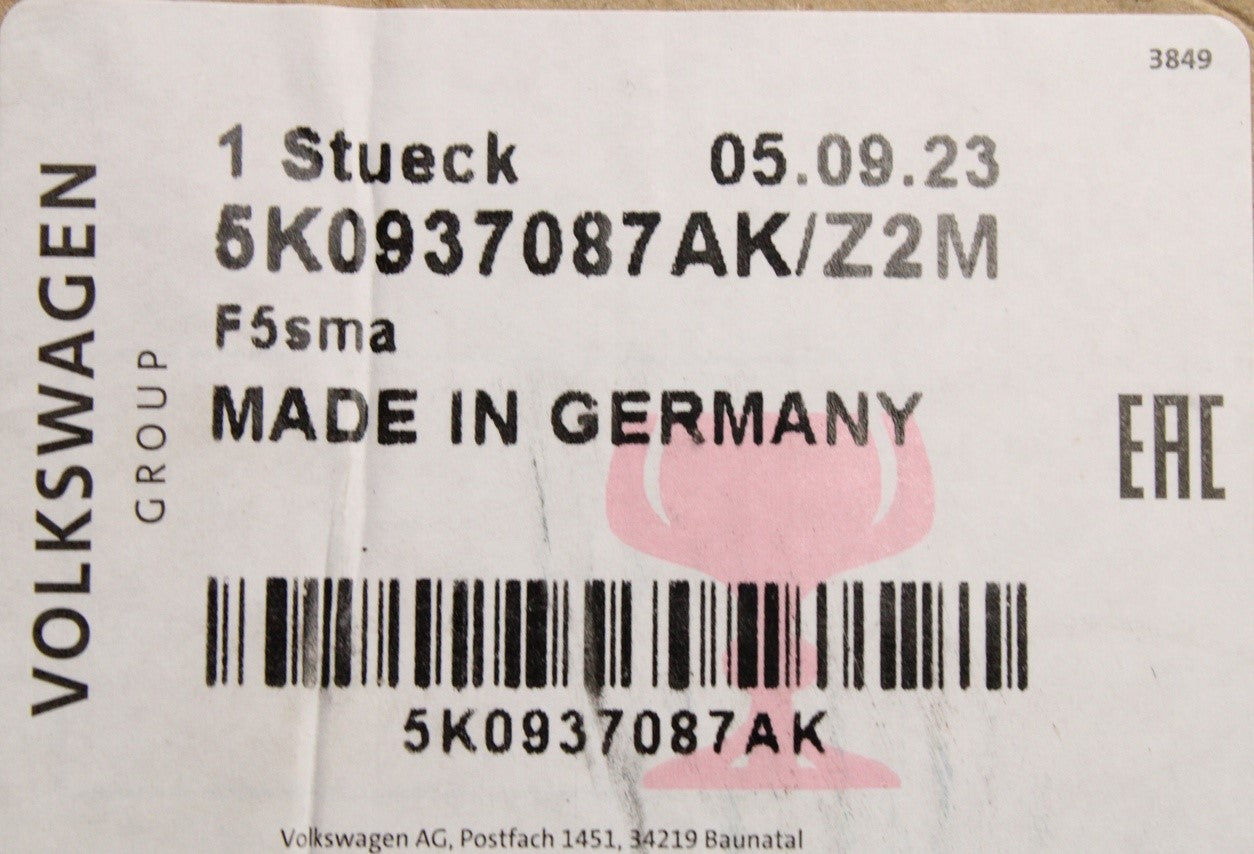 3849
VOLKSWAGEN
GROUP
1 Stueck 05.09.23
5K0937087AK/Z2M
F5sma
MADE IN GERMANY
EAC
5K0937087AK
Volkswagen AG, Postfach 1451, 34219 Baunatal